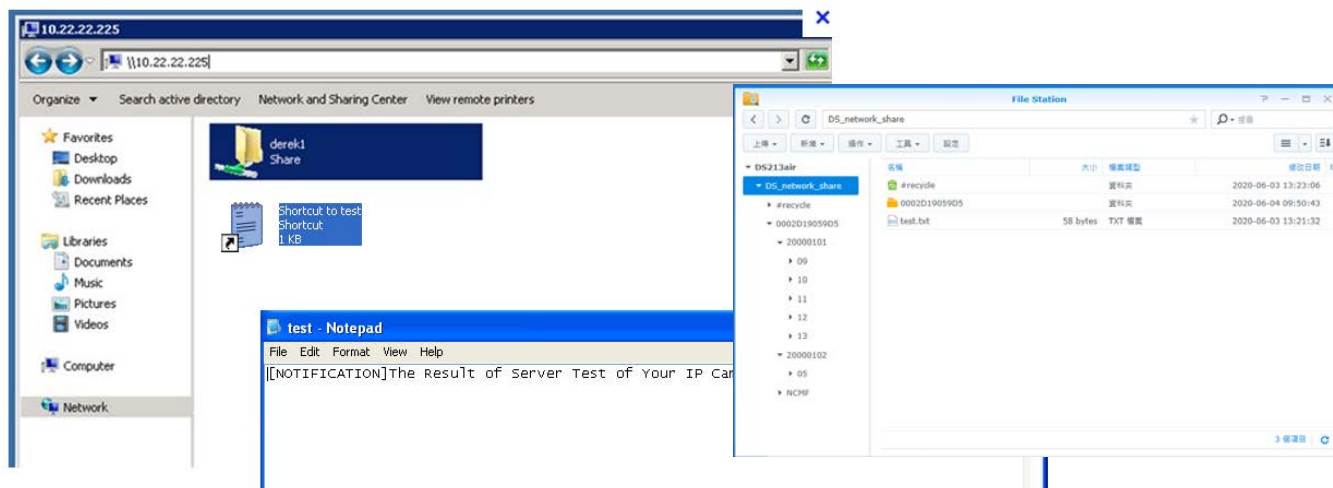 10.22.22.225
\\10.22.22.225
Organize Search active directory Network and Sharing Center View remote printers
Favorites
Desktop
Downloads
Recent Places
Libraries
Documents
Music
Pictures
Videos
Computer
Network
derek1
Share
Shortcut to test
Shortcut
1 KB
test - Notepad
File Edit Format View Help
[NOTIFICATION]The Result of Server Test of Your IP Cam
File Station
DS_network_share
搜尋
上傳 新增 操作 工具 設定
DS213air
DS_network_share
#recycle
0002D19059D5
20000101
09
10
11
12
13
20000102
05
NCMF
名稱 大小 檔案類型 修改日期
#recycle 資料夾 2020-06-03 13:23:06
0002D19059D5 資料夾 2020-06-04 09:50:43
test.txt 58 bytes TXT 檔案 2020-06-03 13:21:32
3 個項目